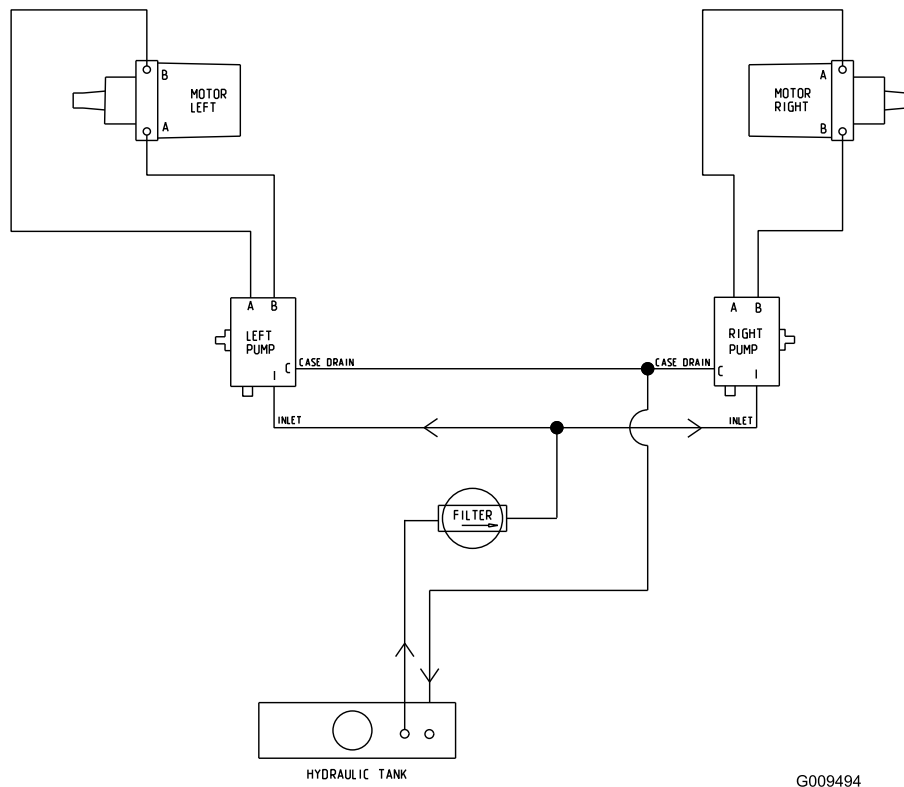 B
MOTOR
LEFT
A
A
MOTOR
RIGHT
B
A B
LEFT
PUMP
C
I
CASE DRAIN
INLET
A B
RIGHT
PUMP
C
I
CASE DRAIN
INLET
FILTER
HYDRAULIC TANK
G009494